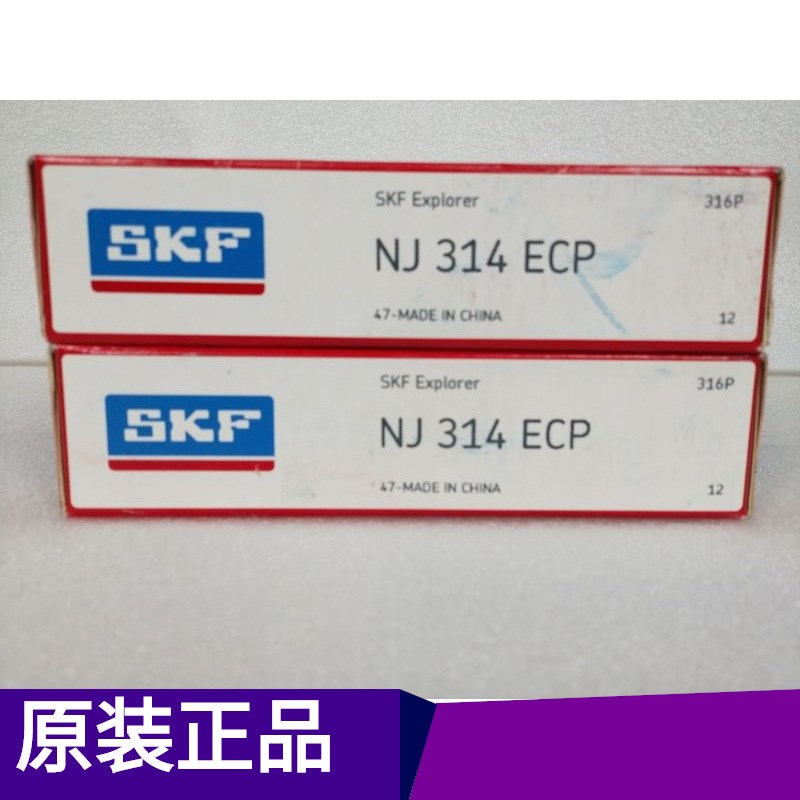 SKF
SKF Explorer
316P
NJ 314 ECP
47-MADE IN CHINA
12
SKF
SKF Explorer
316P
NJ 314 ECP
47-MADE IN CHINA
12
原装正品